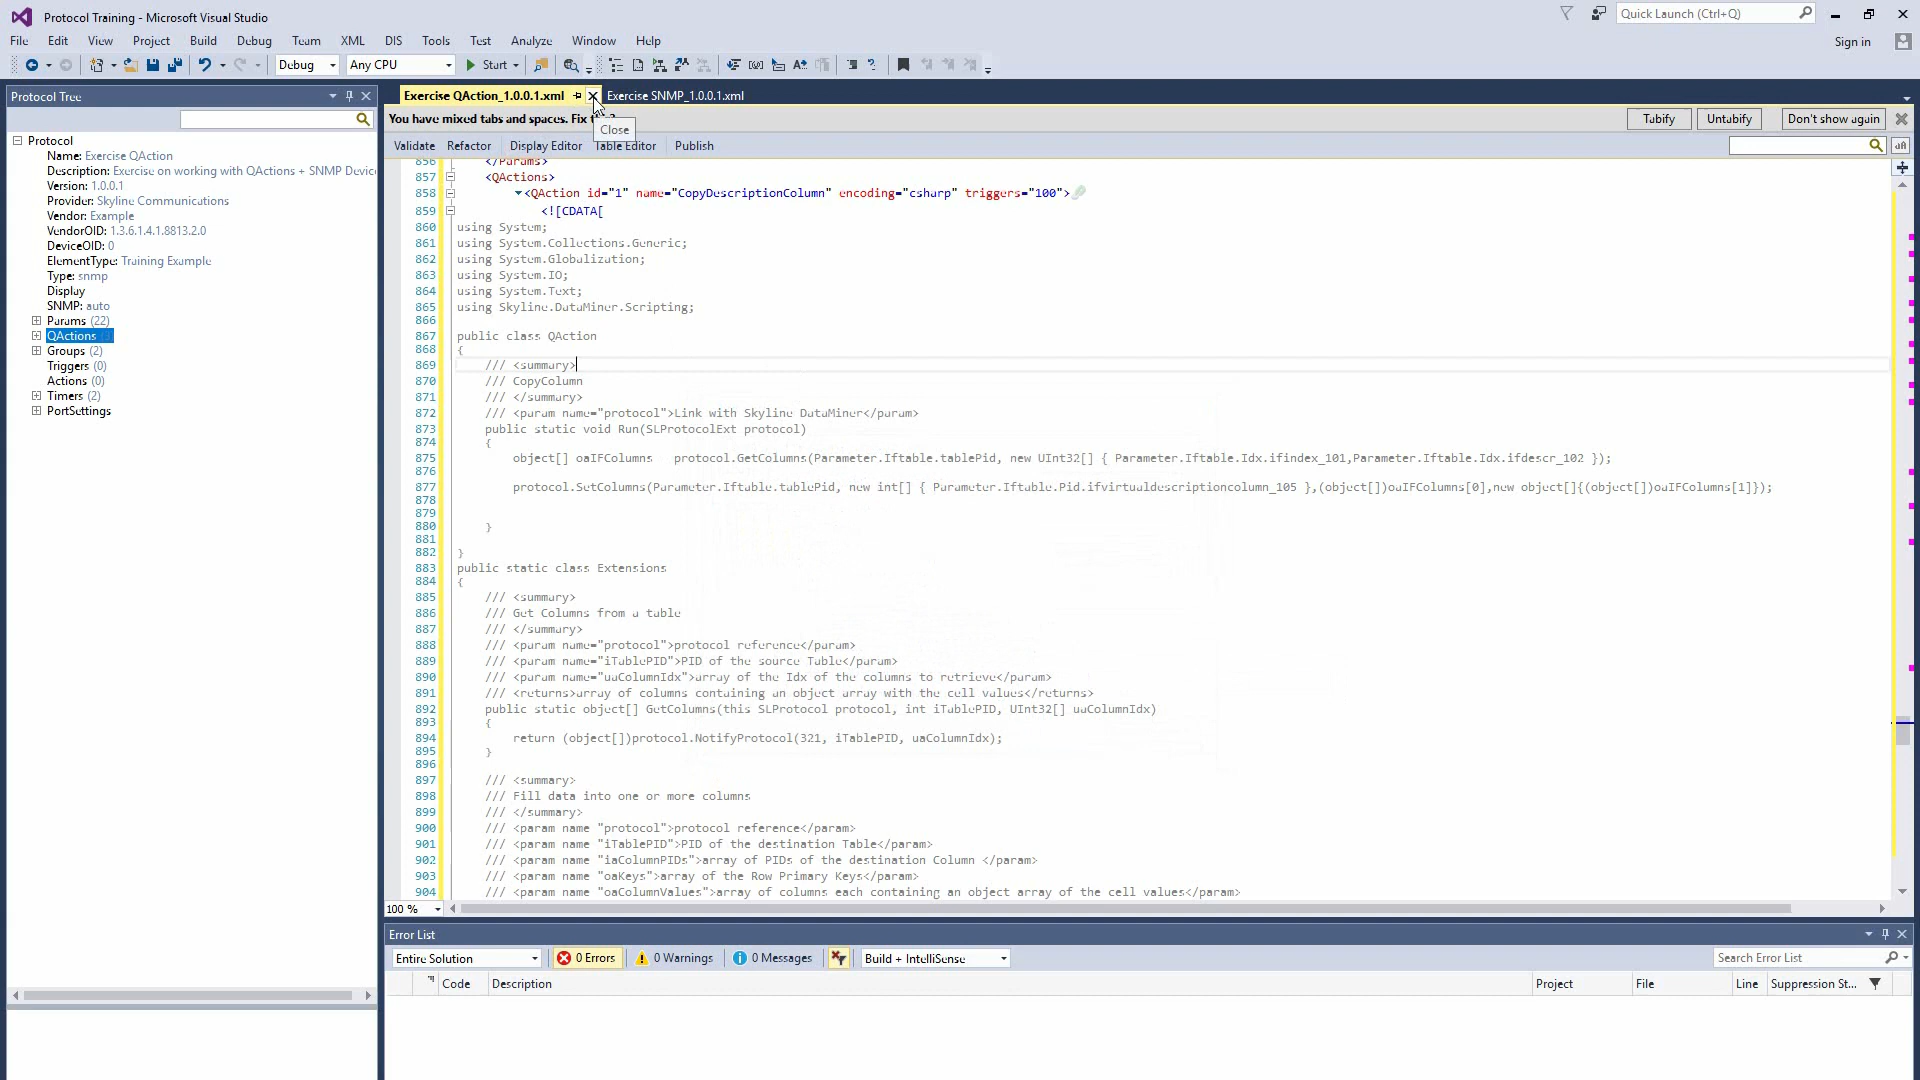 Protocol Training - Microsoft Visual Studio
Quick Launch (Ctrl+Q)
File Edit View Project Build Debug Team XML DIS Tools Test Analyze Window Help
Sign in
Debug Any CPU Start
Protocol Tree
Exercise QAction_1.0.0.1.xml Exercise SNMP_1.0.0.1.xml
You have mixed tabs and spaces. Fix
Tabify Untabify Don't show again
Close
Validate Refactor Display Editor Table Editor Publish
Protocol
Name: Exercise QAction
Description: Exercise on working with QActions + SNMP Device
Version: 1.0.0.1
Provider: Skyline Communications
Vendor: Example
VendorOID: 1.3.6.1.4.1.8813.2.0
DeviceOID: 0
ElementType: Training Example
Type: snmp
Display
SNMP: auto
Params (22)
QActions
Groups (2)
Triggers (0)
Actions (0)
Timers (2)
PortSettings
856 </Params>
857 <QActions>
858 <QAction id="1" name="CopyDescriptionColumn" encoding="csharp" triggers="100">
859 <![CDATA[
860 using System;
861 using System.Collections.Generic;
862 using System.Globalization;
863 using System.IO;
864 using System.Text;
865 using Skyline.DataMiner.Scripting;
866
867 public class QAction
868 {
869 /// <summary>
870 /// CopyColumn
871 /// </summary>
872 /// <param name="protocol">Link with Skyline DataMiner</param>
873 public static void Run(SLProtocolExt protocol)
874 {
875 object[] oaIFColumns protocol.GetColumns(Parameter.Iftable.tablePid, new UInt32[] { Parameter.Iftable.Idx.ifindex_101,Parameter.Iftable.Idx.ifdescr_102 });
876
877 protocol.SetColumns(Parameter.Iftable.tablePid, new int[] { Parameter.Iftable.Pid.ifvirtualdescriptioncolumn_105 },(object[])oaIFColumns[0],new object[]{(object[])oaIFColumns[1]});
878
879
880 }
881
882 }
883 public static class Extensions
884 {
885 /// <summary>
886 /// Get Columns from a table
887 /// </summary>
888 /// <param name="protocol">protocol reference</param>
889 /// <param name="iTablePID">PID of the source Table</param>
890 /// <param name="uaColumnIdx">array of the Idx of the columns to retrieve</param>
891 /// <returns>array of columns containing an object array with the cell values</returns>
892 public static object[] GetColumns(this SLProtocol protocol, int iTablePID, UInt32[] uaColumnIdx)
893 {
894 return (object[])protocol.NotifyProtocol(321, iTablePID, uaColumnIdx);
895 }
896
897 /// <summary>
898 /// Fill data into one or more columns
899 /// </summary>
900 /// <param name "protocol">protocol reference</param>
901 /// <param name "iTablePID">PID of the destination Table</param>
902 /// <param name "iaColumnPIDs">array of PIDs of the destination Column </param>
903 /// <param name "oaKeys">array of the Row Primary Keys</param>
904 /// <param name "oaColumnValues">array of columns each containing an object array of the cell values</param>
100 %
Error List
Entire Solution 0 Errors 0 Warnings 0 Messages Build + IntelliSense Search Error List
Code Description Project File Line Suppression St...